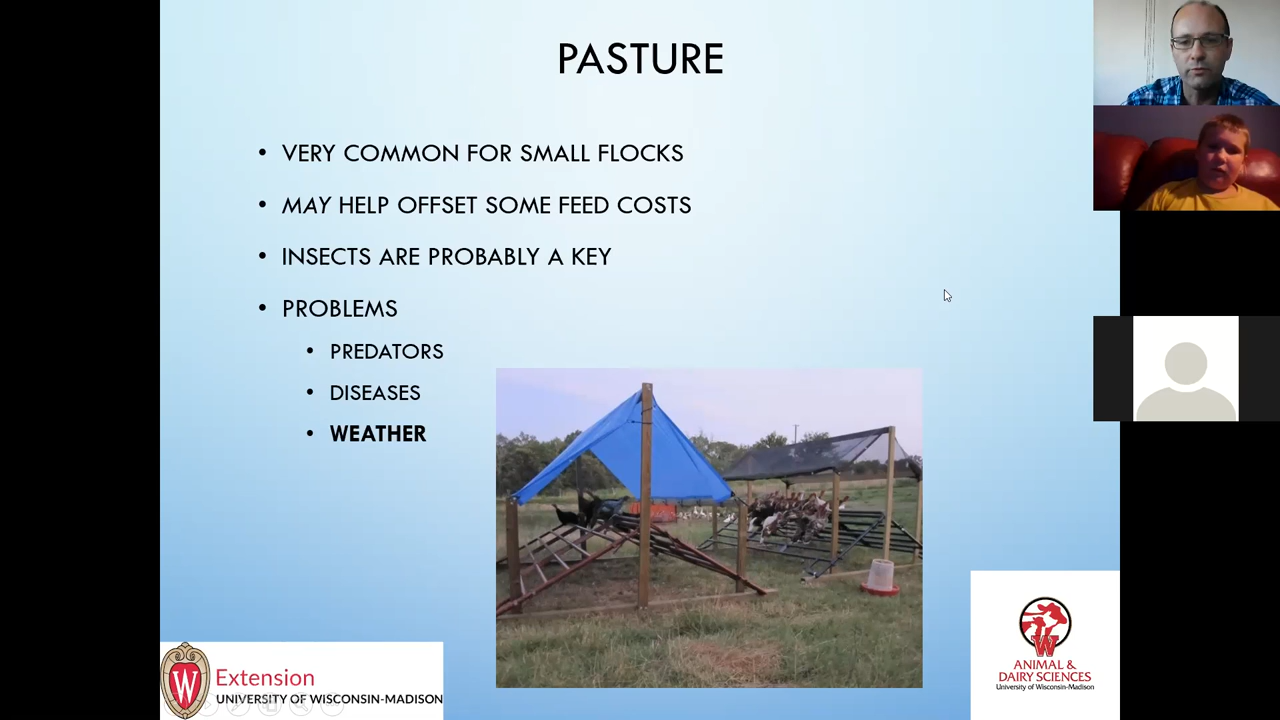 PASTURE
VERY COMMON FOR SMALL FLOCKS
MAY HELP OFFSET SOME FEED COSTS
INSECTS ARE PROBABLY A KEY
PROBLEMS
PREDATORS
DISEASES
WEATHER
W
Extension
UNIVERSITY OF WISCONSIN-MADISON
W
ANIMAL &
DAIRY SCIENCES
University of Wisconsin-Madison